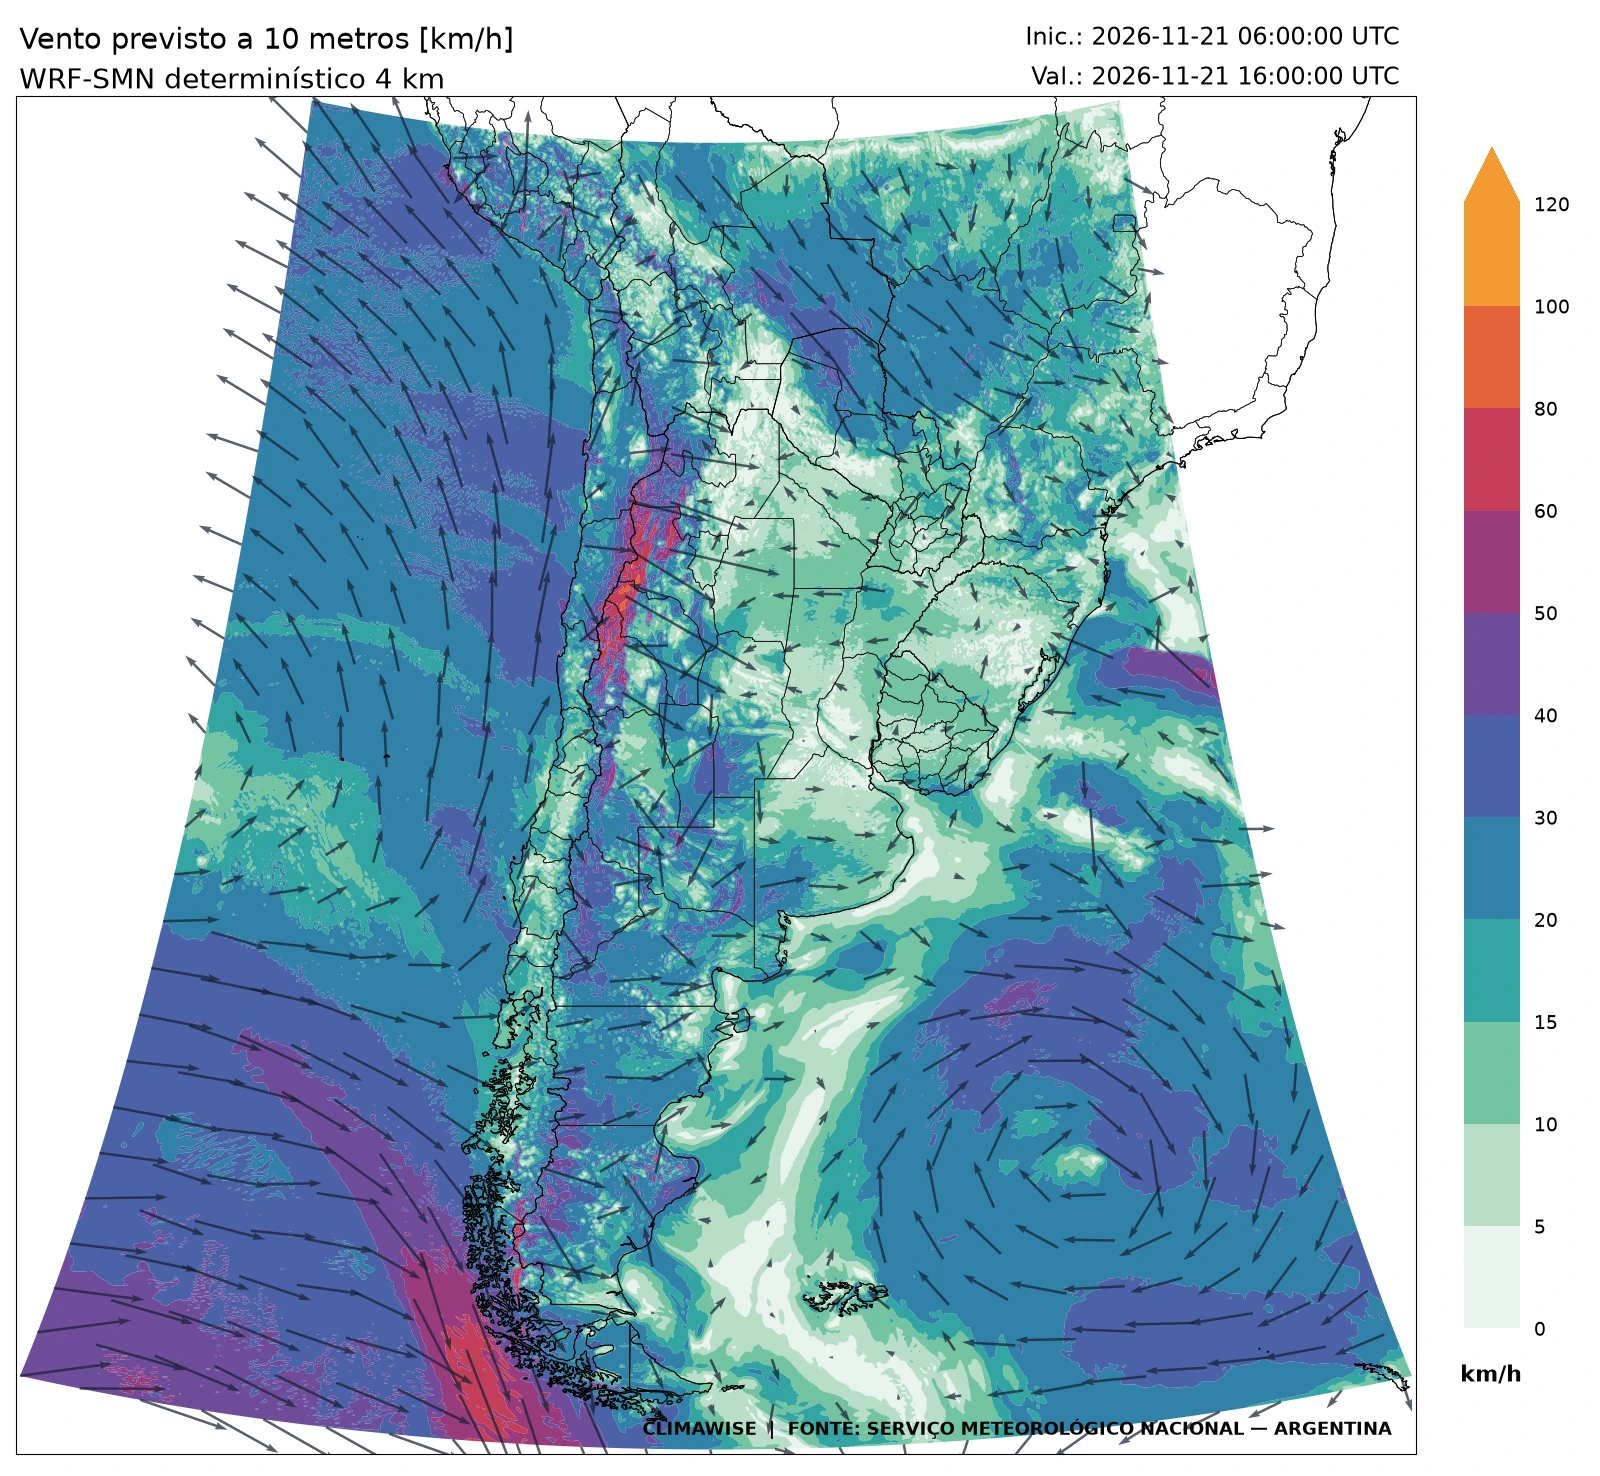 Vento previsto a 10 metros [km/h]
WRF-SMN determinístico 4 km
Inic.: 2026-11-21 06:00:00 UTC
Val.: 2026-11-21 16:00:00 UTC
120
100
80
60
50
40
30
20
15
10
5
0
km/h
CLIMAWISE | FONTE: SERVIÇO METEOROLÓGICO NACIONAL — ARGENTINA